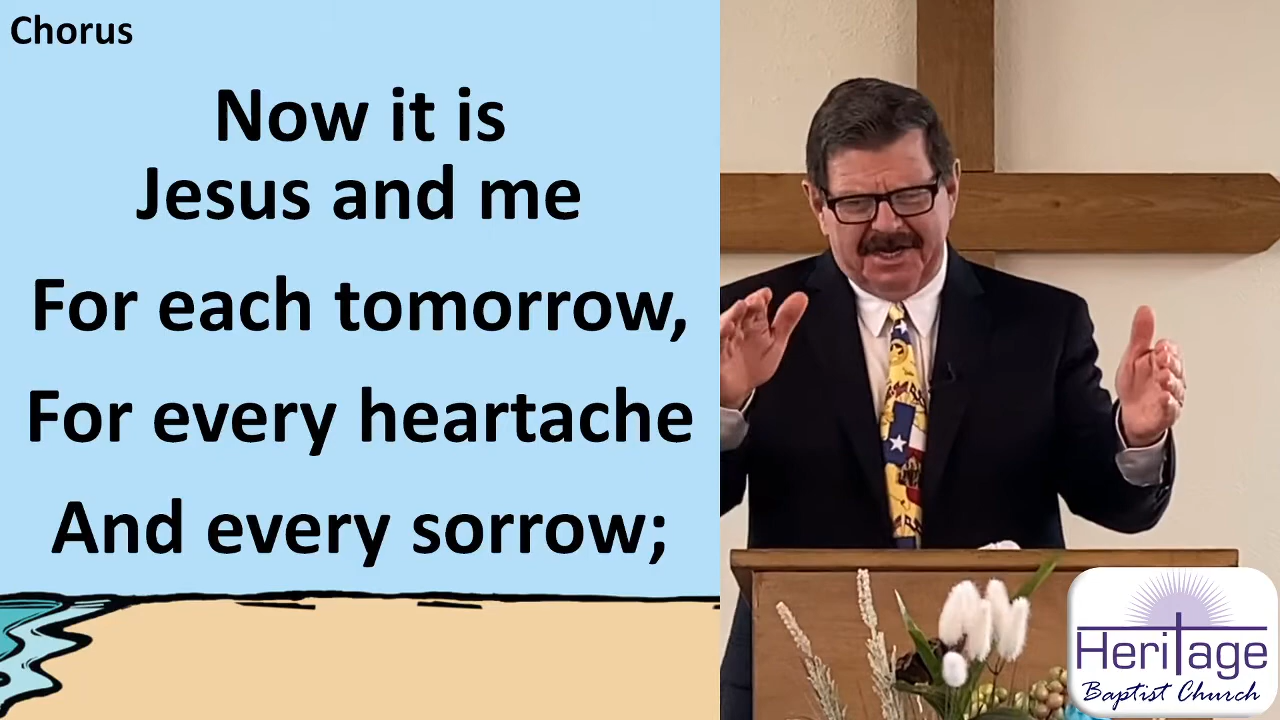 Chorus
Now it is
Jesus and me
For each tomorrow,
For every heartache
And every sorrow;
Heritage
Baptist Church